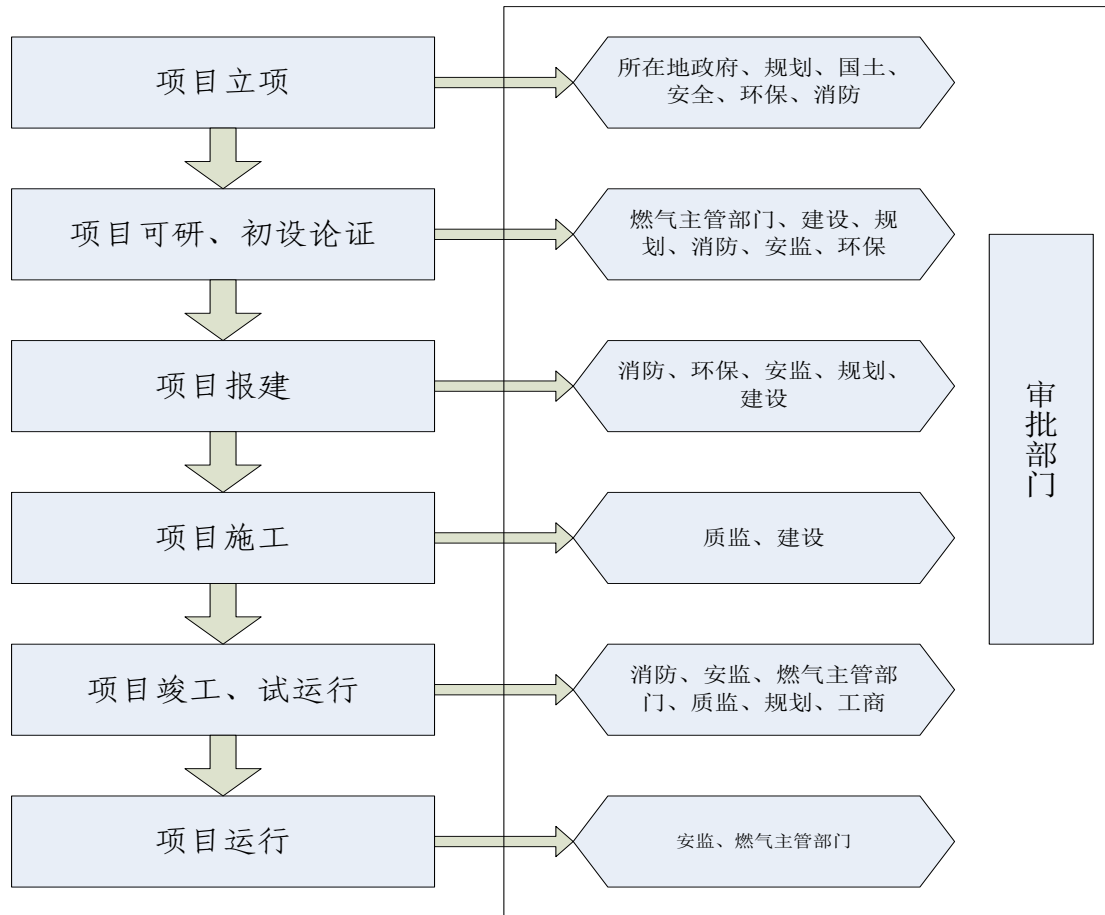 项目立项
所在地政府、规划、国土、
安全、环保、消防
项目可研、初设论证
燃气主管部门、建设、规
划、消防、安监、环保
项目报建
消防、环保、安监、规划、
建设
项目施工
质监、建设
项目竣工、试运行
消防、安监、燃气主管部
门、质监、规划、工商
项目运行
安监、燃气主管部门
审批部门